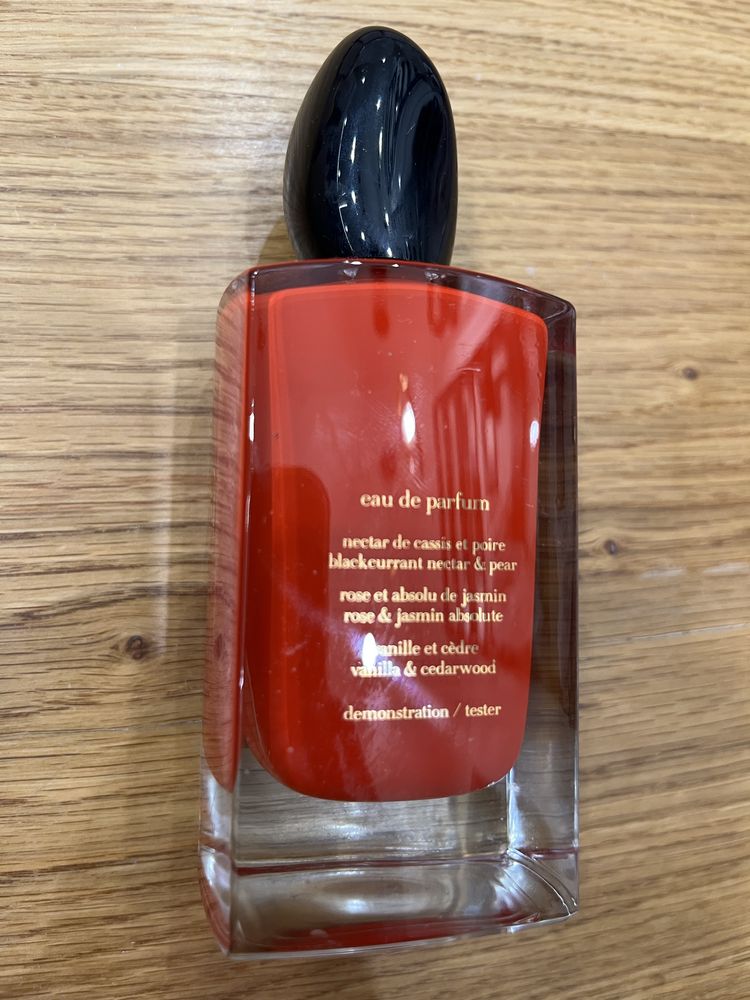 eau de parfum
nectar de cassis et poire
blackcurrant nectar & pear
rose et absolu de jasmin
rose & jasmin absolute
vanille et cèdre
vanilla & cedarwood
demonstration / tester